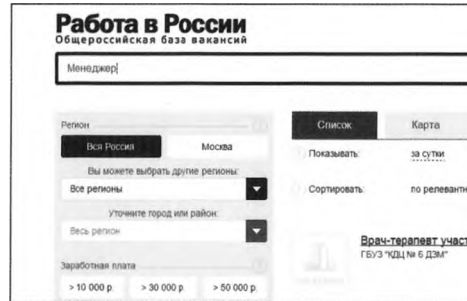 Работа в России
Общероссийская база вакансий
Менеджер
Регион
Вся Россия
Москва
Вы можете выбрать другие регионы:
Все регионы
Уточните город или район:
Весь регион
Заработная плата
> 10 000 р.
> 30 000 р.
> 50 000 р.
Список
Карта
Показывать:
за сутки
Сортировать:
по релевантн
Врач-терапевт участ
ГБУЗ "КДЦ № 6 ДЗМ"